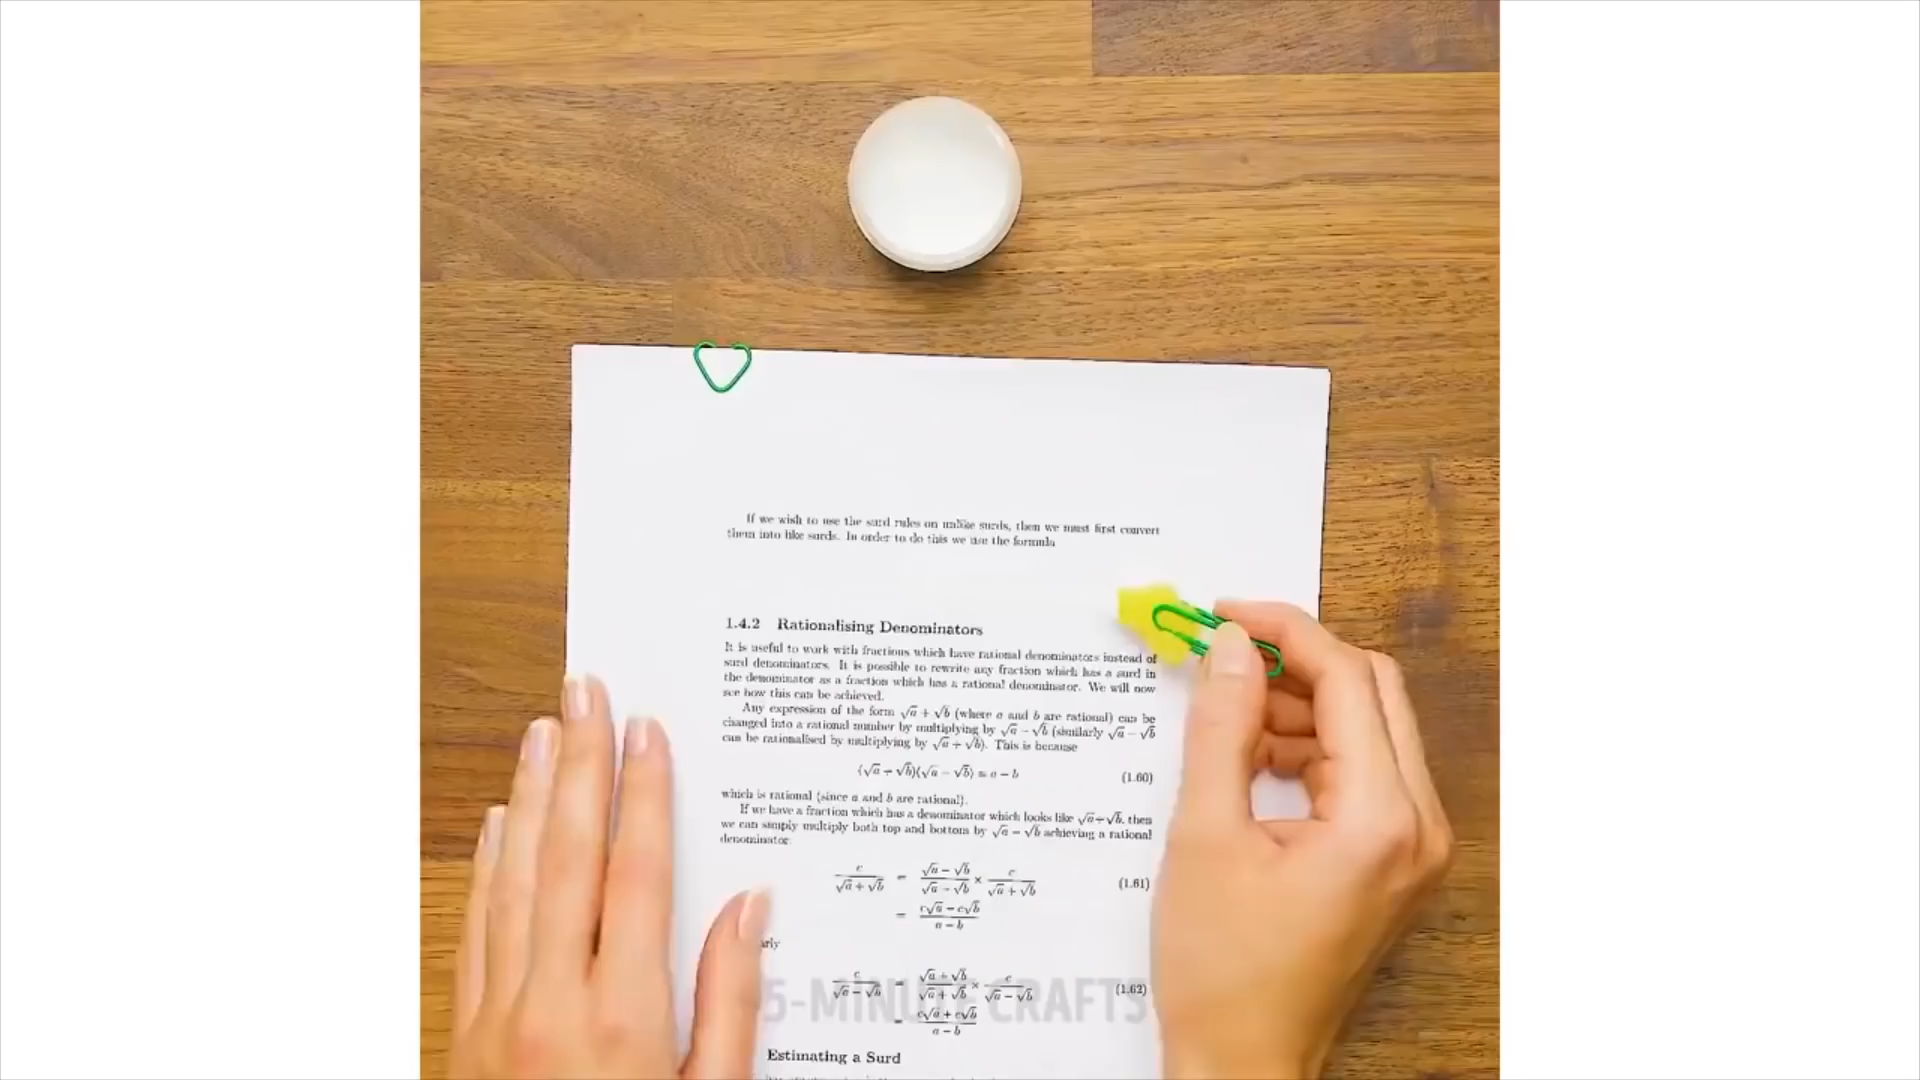 If we wish to use the surd rules on unlike surds, then we must first convert
them into like surds. In order to do this we use the formula
1.4.2 Rationalising Denominators
It is useful to work with fractions which have rational denominators instead of
surd denominators. It is possible to rewrite any fraction which has a surd in
the denominator as a fraction which has a rational denominator. We will now
see how this can be achieved.
Any expression of the form √a + √b (where a and b are rational) can be
changed into a rational number by multiplying by √a − √b (similarly √a − √b
can be rationalised by multiplying by √a + √b). This is because
(√a + √b)(√a − √b) = a − b (1.60)
which is rational (since a and b are rational).
If we have a fraction which has a denominator which looks like √a+√b, then
we can simply multiply both top and bottom by √a − √b achieving a rational
denominator.
c/(√a + √b) = (√a − √b)/(√a − √b) × c/(√a + √b) (1.61)
= (c√a − c√b)/(a − b)
arly
c/(√a − √b) = (√a + √b)/(√a + √b) × c/(√a − √b) (1.62)
= (c√a + c√b)/(a − b)
5-MINUTE CRAFTS
Estimating a Surd